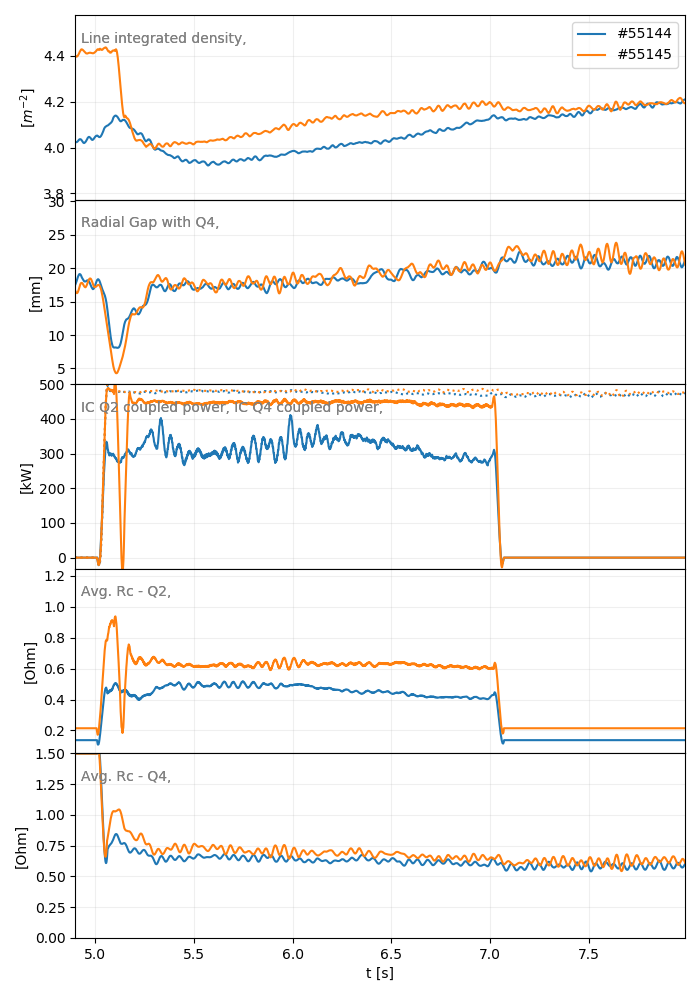 Line integrated density,
#55144
#55145
4.4
4.2
4.0
3.8
[m⁻²]
Radial Gap with Q4,
30
25
20
15
10
5
[mm]
IC Q2 coupled power, IC Q4 coupled power,
500
400
300
200
100
0
[kW]
Avg. Rc - Q2,
1.2
1.0
0.8
0.6
0.4
0.2
[Ohm]
Avg. Rc - Q4,
1.50
1.25
1.00
0.75
0.50
0.25
0.00
[Ohm]
5.0 5.5 6.0 6.5 7.0 7.5
t [s]